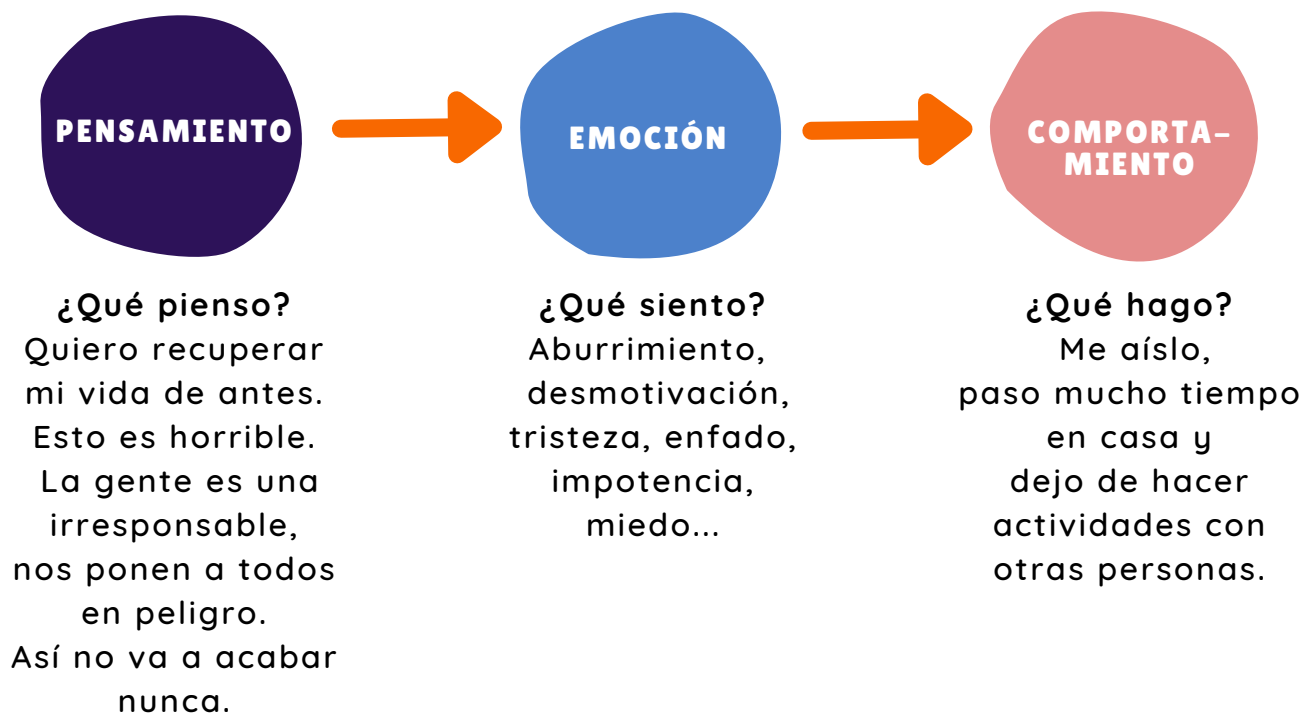 PENSAMIENTO
¿Qué pienso?
Quiero recuperar
mi vida de antes.
Esto es horrible.
La gente es una
irresponsable,
nos ponen a todos
en peligro.
Así no va a acabar
nunca.
EMOCIÓN
¿Qué siento?
Aburrimiento,
desmotivación,
tristeza, enfado,
impotencia,
miedo...
COMPORTA-
MIENTO
¿Qué hago?
Me aíslo,
paso mucho tiempo
en casa y
dejo de hacer
actividades con
otras personas.